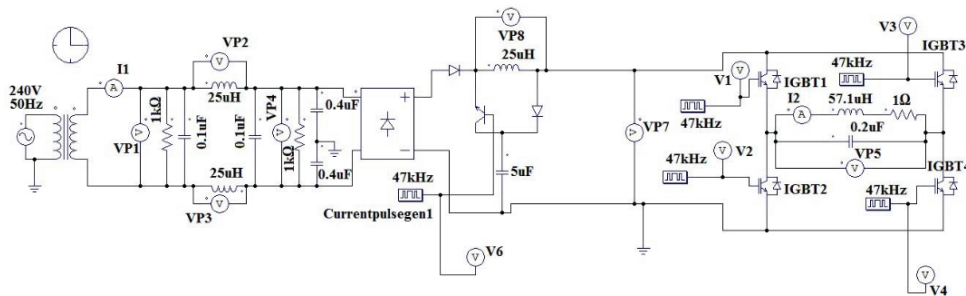 240V
50Hz
I1
VP1
V
A
1kΩ
0.1uF
VP2
V
25uH
25uH
V
VP3
0.1uF
VP4
V
1kΩ
0.4uF
0.4uF
+
−
V
VP8
25uH
5uF
47kHz
Currentpulsegen1
V6
V
VP7
V
V1
V
47kHz
47kHz
V2
V
IGBT1
IGBT2
V3
V
47kHz
IGBT3
I2
A
57.1uH
1Ω
0.2uF
VP5
V
IGBT4
47kHz
V4
V